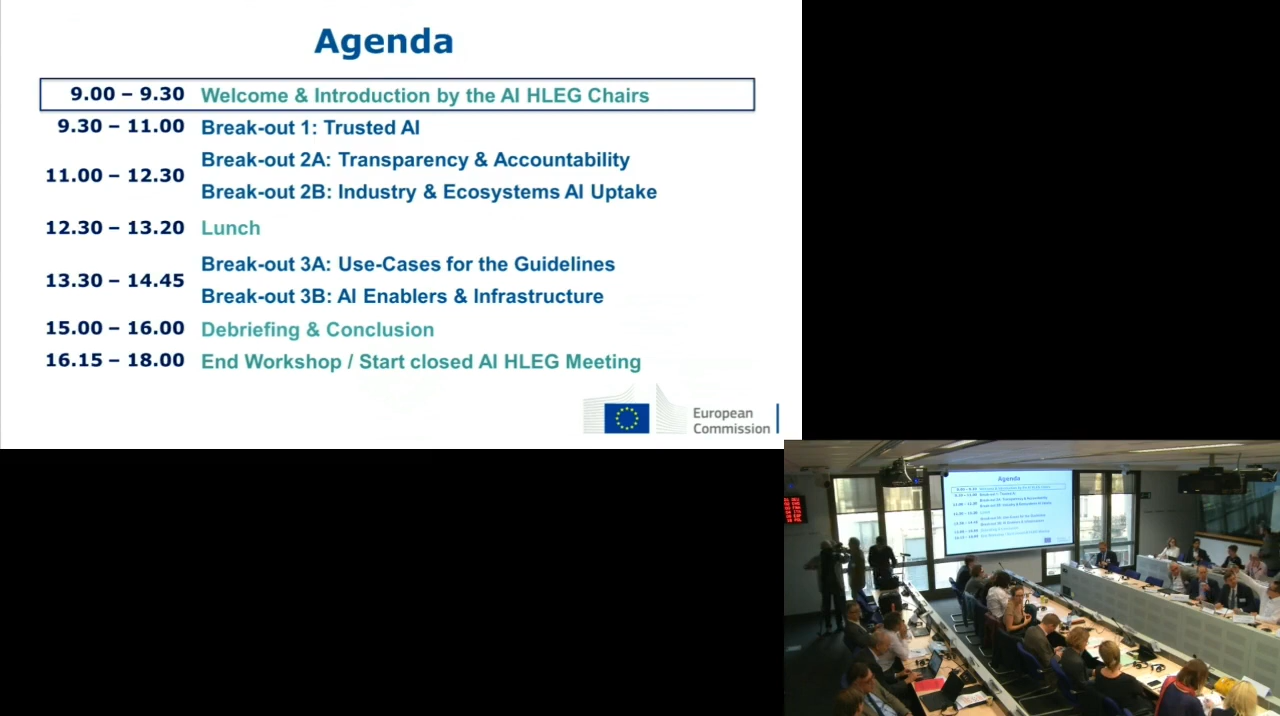 Agenda
9.00 – 9.30 Welcome & Introduction by the AI HLEG Chairs
9.30 – 11.00 Break-out 1: Trusted AI
11.00 – 12.30 Break-out 2A: Transparency & Accountability
Break-out 2B: Industry & Ecosystems AI Uptake
12.30 – 13.20 Lunch
13.30 – 14.45 Break-out 3A: Use-Cases for the Guidelines
Break-out 3B: AI Enablers & Infrastructure
15.00 – 16.00 Debriefing & Conclusion
16.15 – 18.00 End Workshop / Start closed AI HLEG Meeting
European
Commission
Agenda